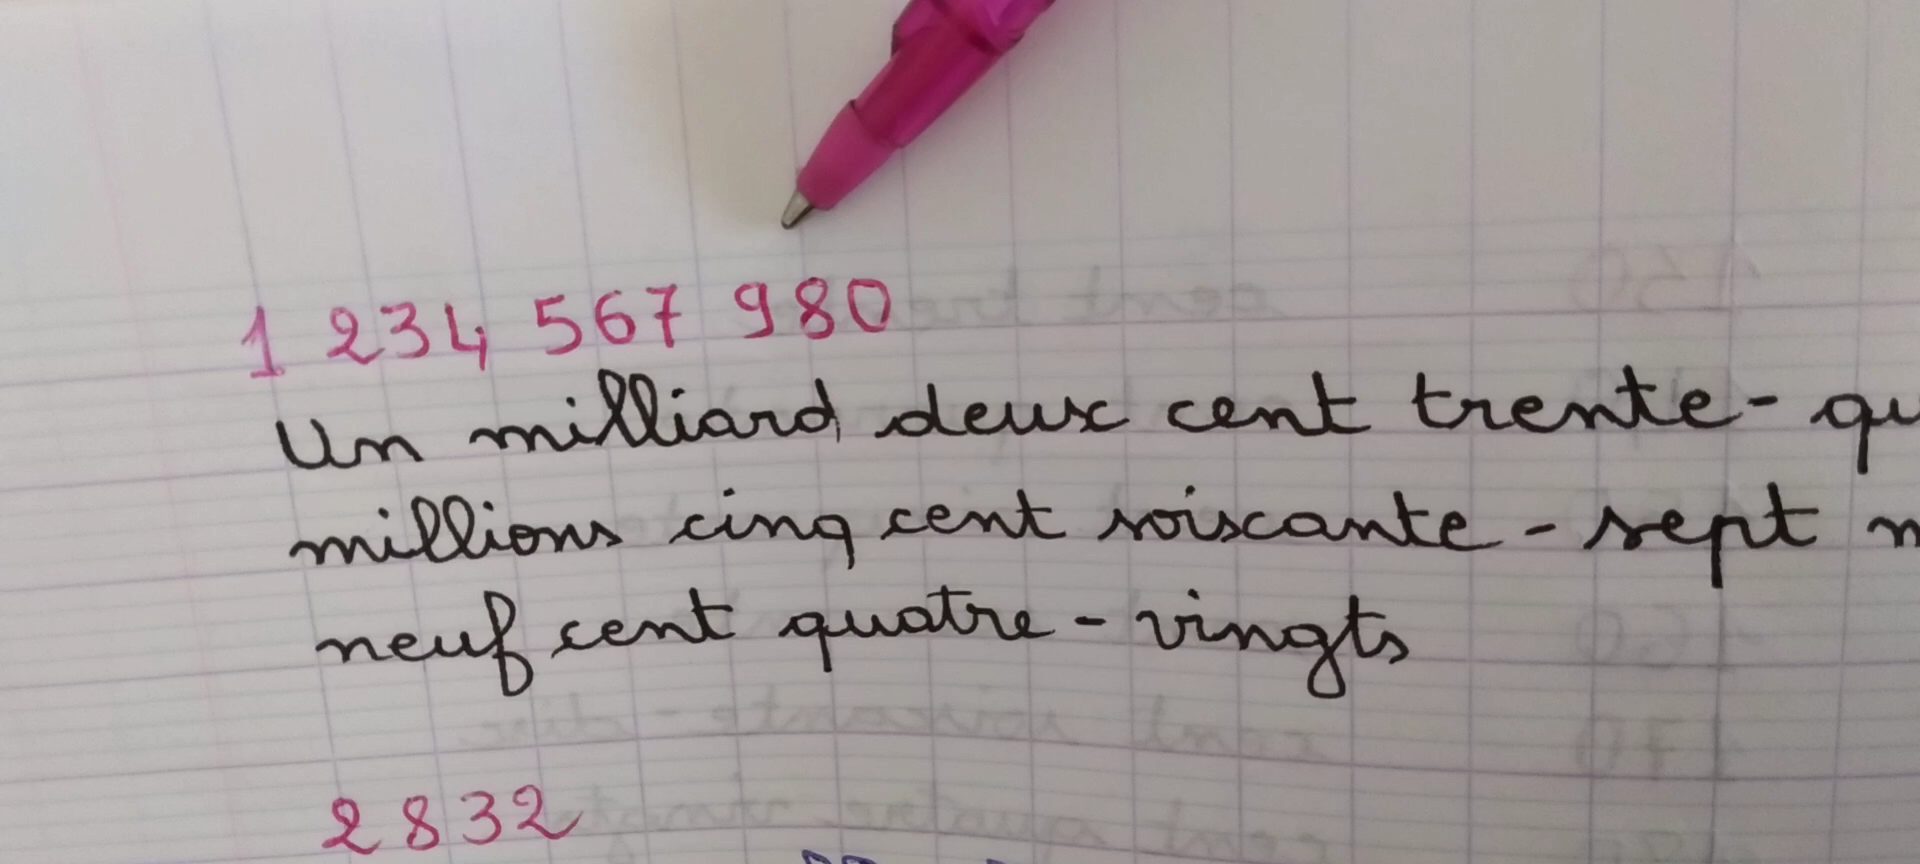 1 234 567 980
Un milliard deux cent trente-
millions cinq cent soixante-sept
neuf cent quatre-vingts
2832